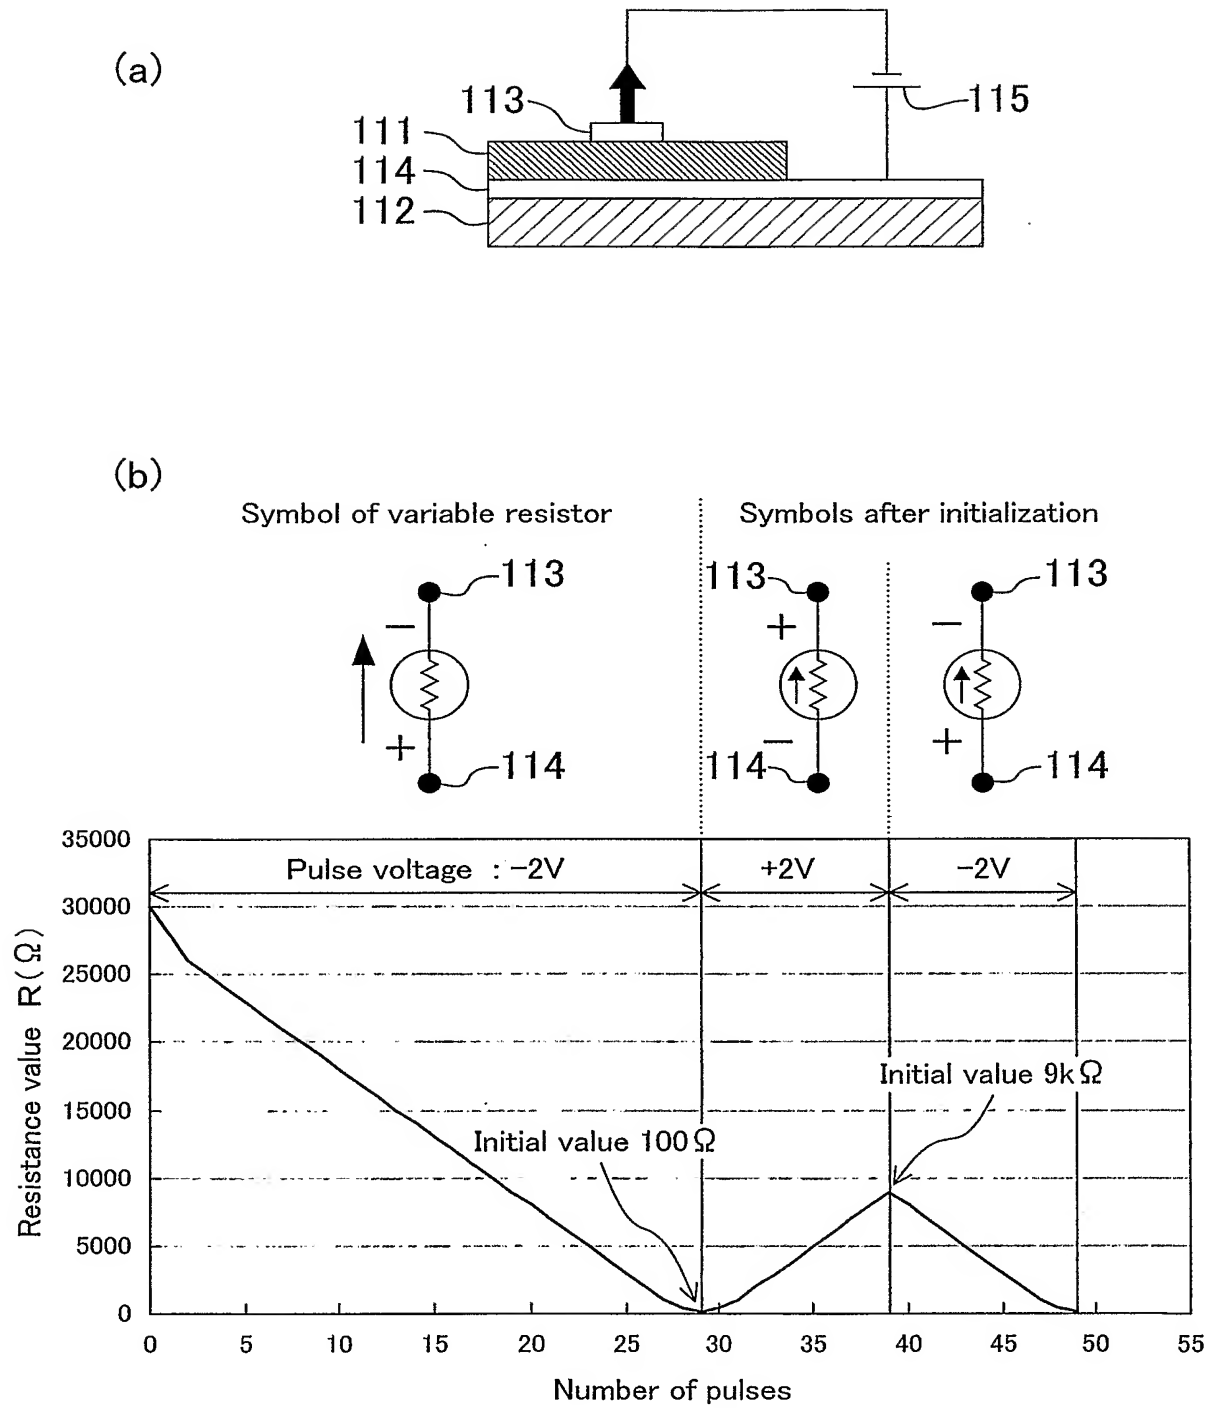 (a)
113
111
114
112
115
(b)
Symbol of variable resistor
Symbols after initialization
113
113
113
−
+
−
+
−
+
114
114
114
Pulse voltage : −2V
+2V
−2V
35000
30000
25000
20000
15000
10000
5000
0
Resistance value R(Ω)
Initial value 9kΩ
Initial value 100Ω
0 5 10 15 20 25 30 35 40 45 50 55
Number of pulses